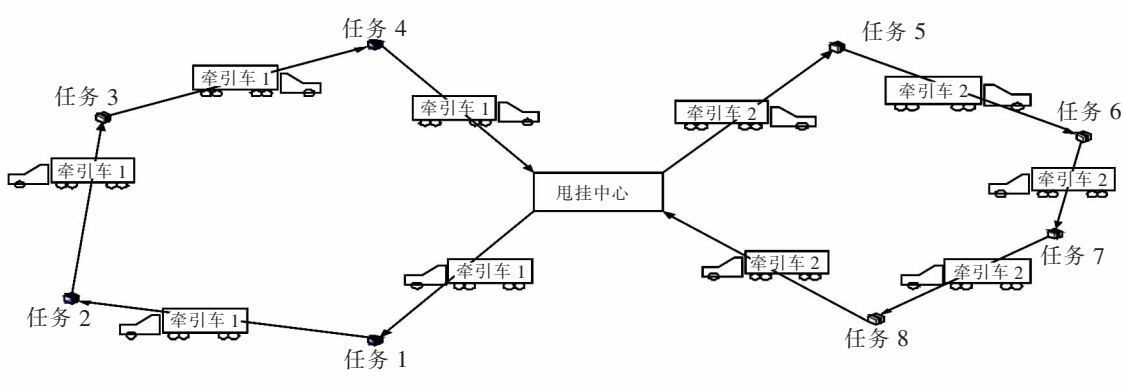 任务 4
任务 5
牵引车 1
牵引车 2
任务 3
牵引车 1
牵引车 2
任务 6
牵引车 1
甩挂中心
牵引车 2
任务 7
牵引车 1
牵引车 2
牵引车 2
任务 2
牵引车 1
任务 1
任务 8